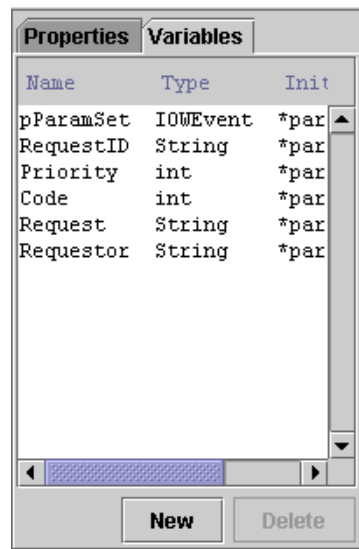 Properties Variables
Name Type Init
pParamSet IOWEvent *par
RequestID String *par
Priority int *par
Code int *par
Request String *par
Requestor String *par
New Delete